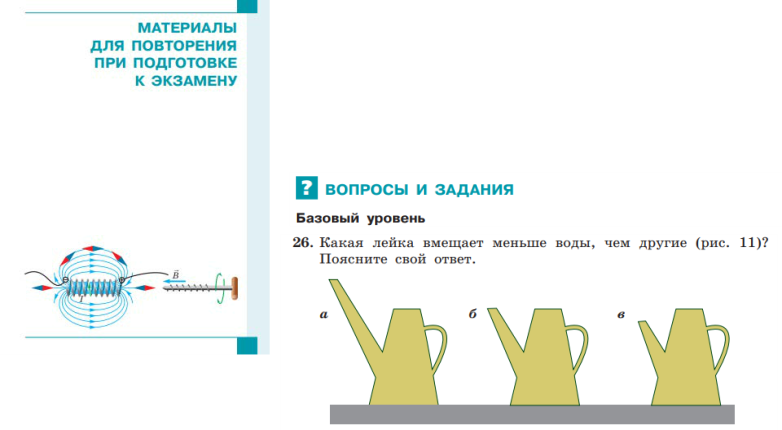 МАТЕРИАЛЫ
ДЛЯ ПОВТОРЕНИЯ
ПРИ ПОДГОТОВКЕ
К ЭКЗАМЕНУ
B
I
? ВОПРОСЫ И ЗАДАНИЯ
Базовый уровень
26. Какая лейка вмещает меньше воды, чем другие (рис. 11)?
Поясните свой ответ.
а б в